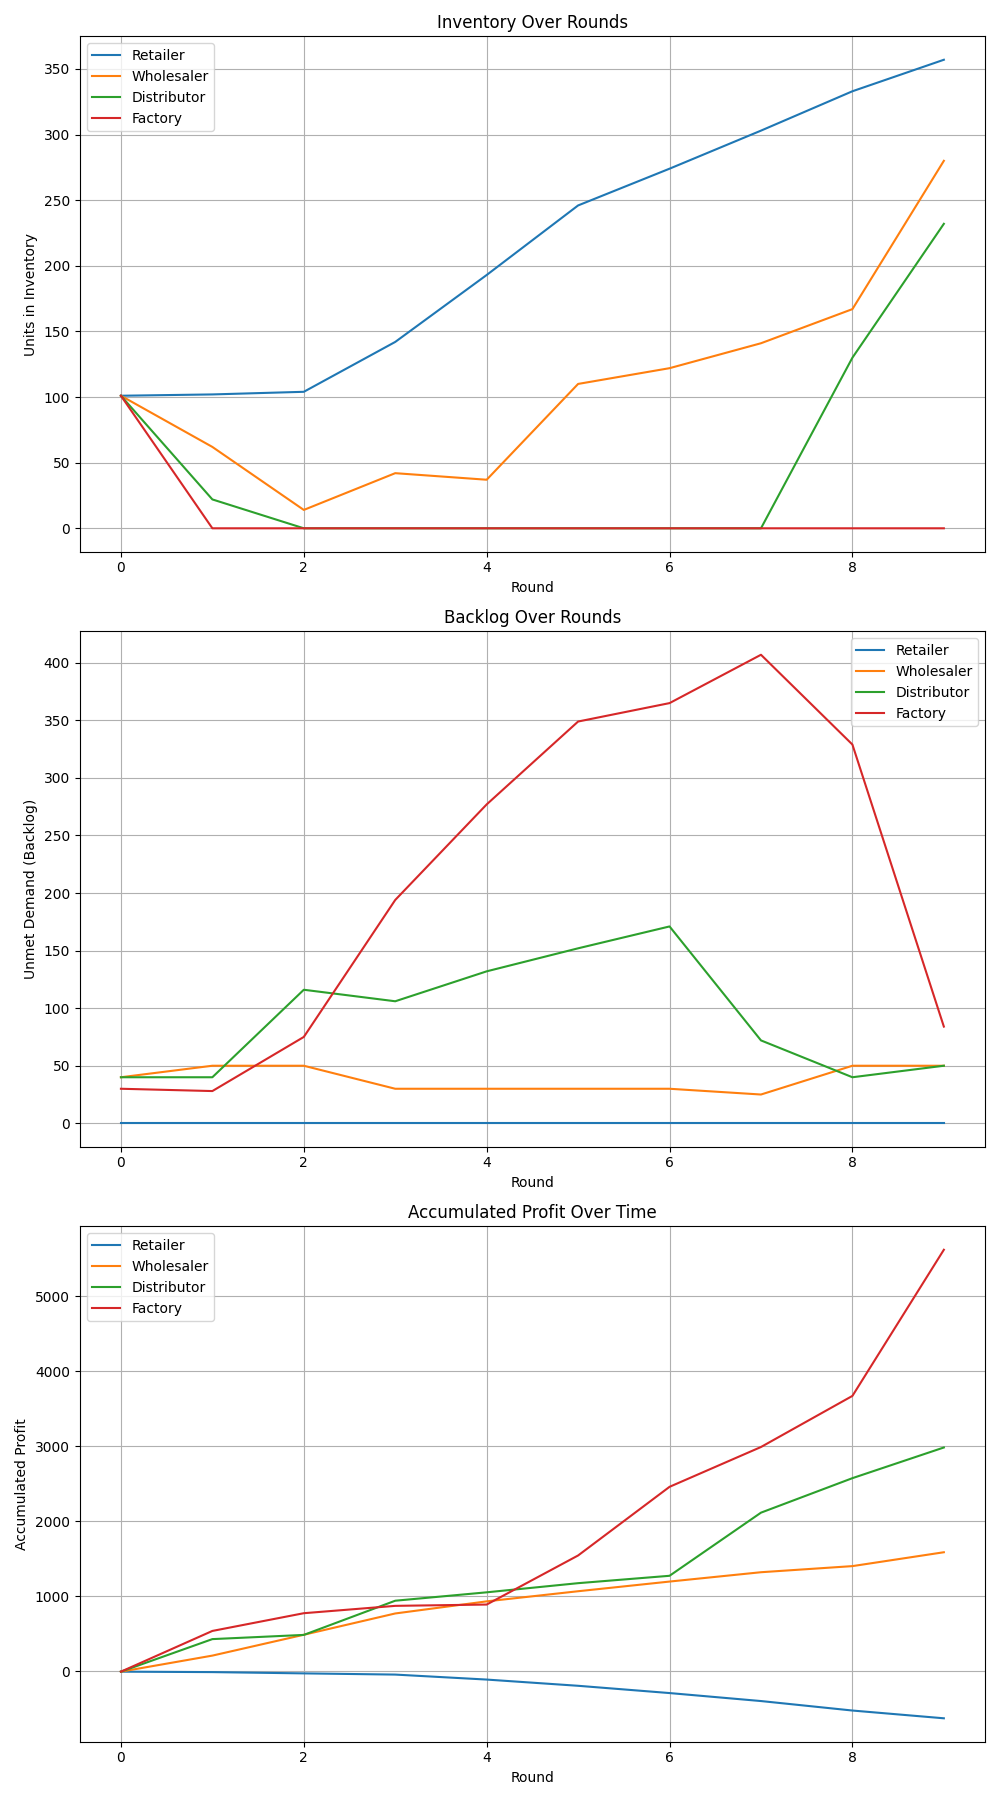 Inventory Over Rounds
Retailer
Wholesaler
Distributor
Factory
Units in Inventory
350
300
250
200
150
100
50
0
0 2 4 6 8
Round
Backlog Over Rounds
Retailer
Wholesaler
Distributor
Factory
Unmet Demand (Backlog)
400
350
300
250
200
150
100
50
0
0 2 4 6 8
Round
Accumulated Profit Over Time
Retailer
Wholesaler
Distributor
Factory
Accumulated Profit
5000
4000
3000
2000
1000
0
0 2 4 6 8
Round